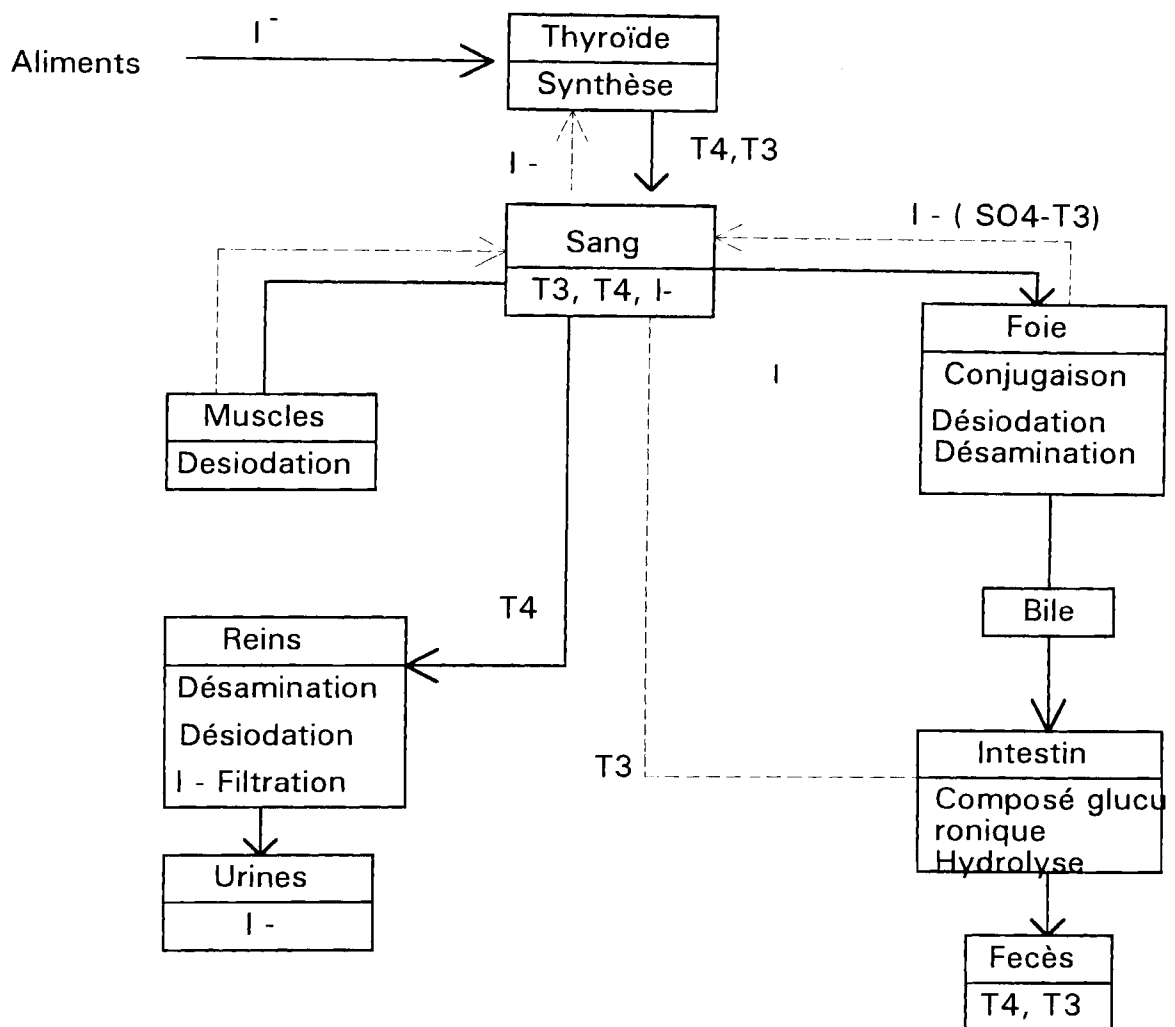 I -
Aliments
Thyroïde
Synthèse
I -
T4,T3
I - ( SO4-T3)
Sang
T3, T4, I-
Foie
Conjugaison
Désiodation
Désamination
I
Muscles
Desiodation
T4
Reins
Désamination
Désiodation
I - Filtration
Bile
T3
Intestin
Composé glucu
ronique
Hydrolyse
Urines
I -
Fecès
T4, T3